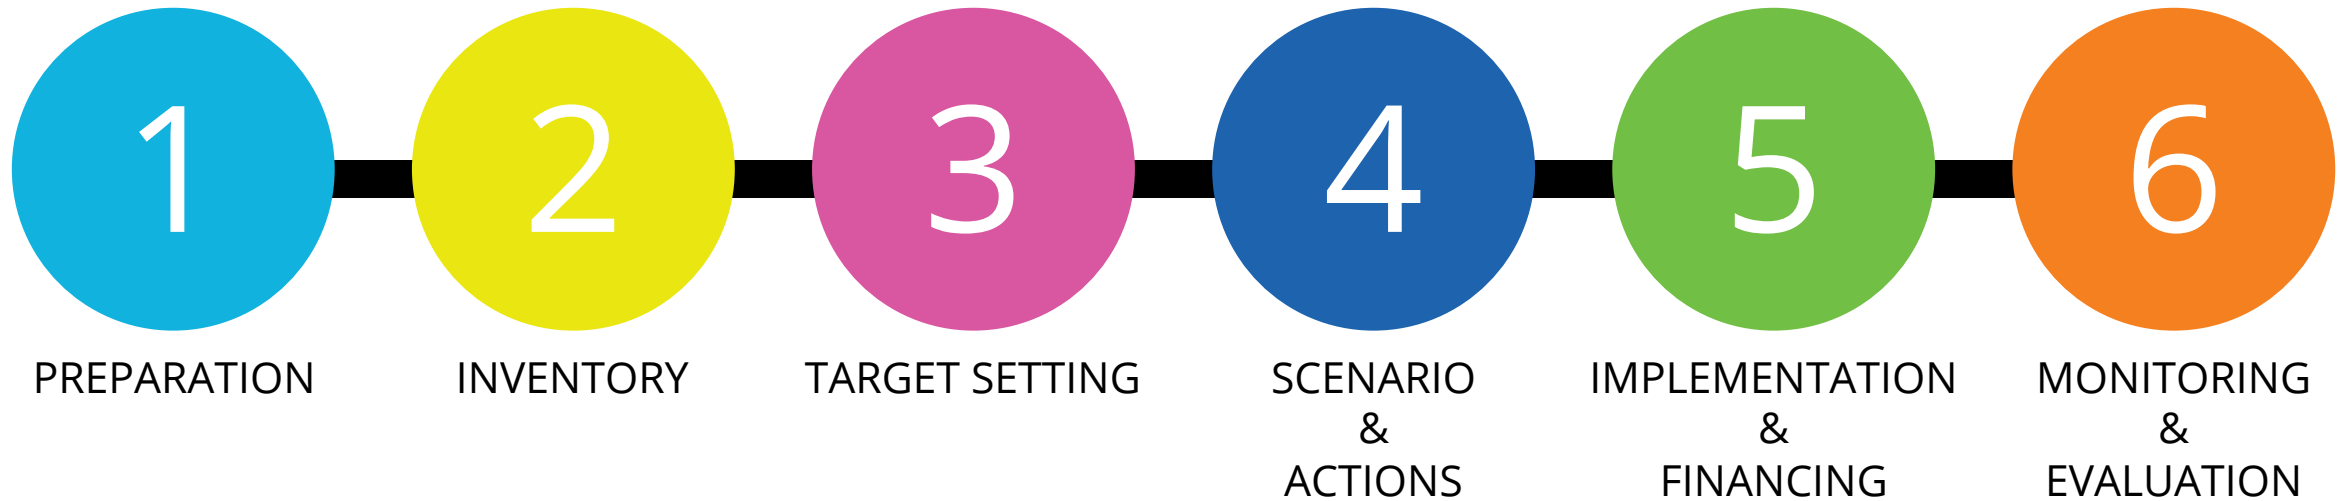 1
2
3
4
5
6
PREPARATION
INVENTORY
TARGET SETTING
SCENARIO
&
ACTIONS
IMPLEMENTATION
&
FINANCING
MONITORING
&
EVALUATION